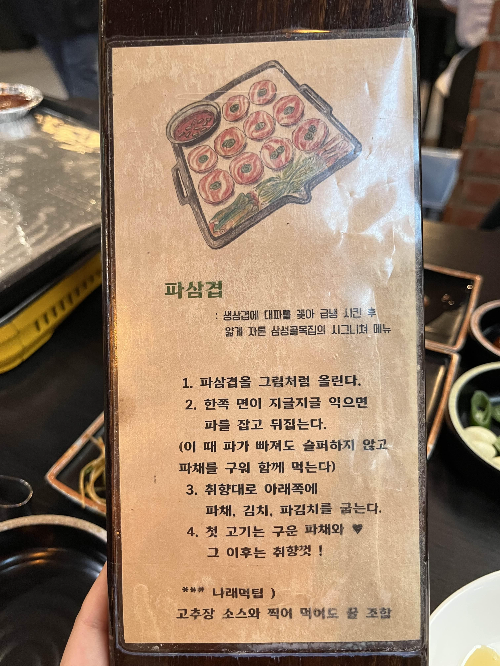 파삼겹
: 생삼겹에 대파를 꽂아 급냉 시킨 후
얇게 자른 삼성골목집의 시그니쳐 메뉴
1. 파삼겹을 그림처럼 올린다.
2. 한쪽 면이 지글지글 익으면
파를 잡고 뒤집는다.
(이 때 파가 빠져도 슬퍼하지 않고
파채를 구워 함께 먹는다)
3. 취향대로 아래쪽에
파채, 김치, 파김치를 굽는다.
4. 첫 고기는 구운 파채와 ♥
그 이후는 취향껏 !
*** 나래먹팁 )
고추장 소스와 찍어 먹어도 꿀 조합